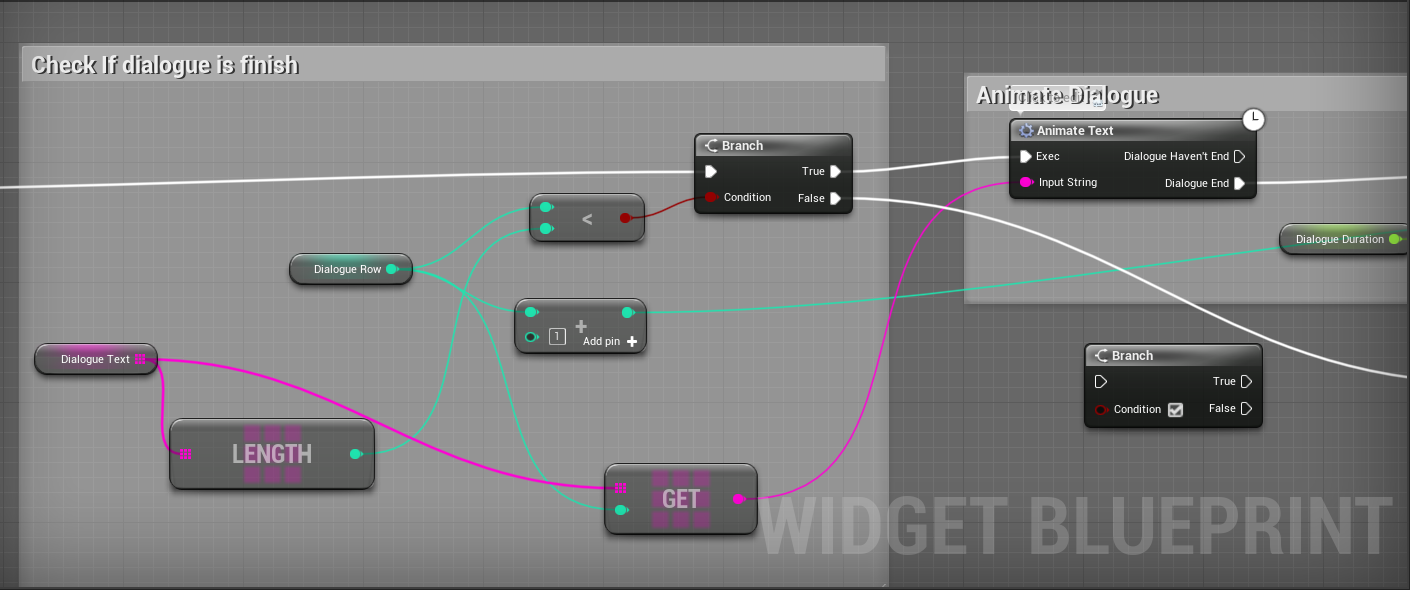 Check If dialogue is finish
Animate Dialogue
Branch
True
Condition
False
Animate Text
Exec
Dialogue Haven't End
Input String
Dialogue End
<
Dialogue Row
Dialogue Duration
+
1
Add pin +
Dialogue Text
Branch
True
Condition
False
LENGTH
GET
WIDGET BLUEPRINT